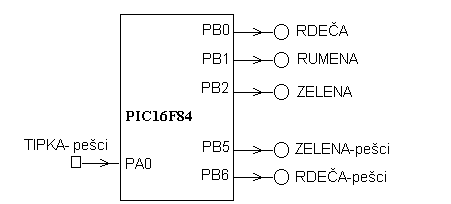 PB0 RDEČA
PB1 RUMENA
PB2 ZELENA
PIC16F84
TIPKA- pešci
PA0
PB5 ZELENA-pešci
PB6 RDEČA-pešci